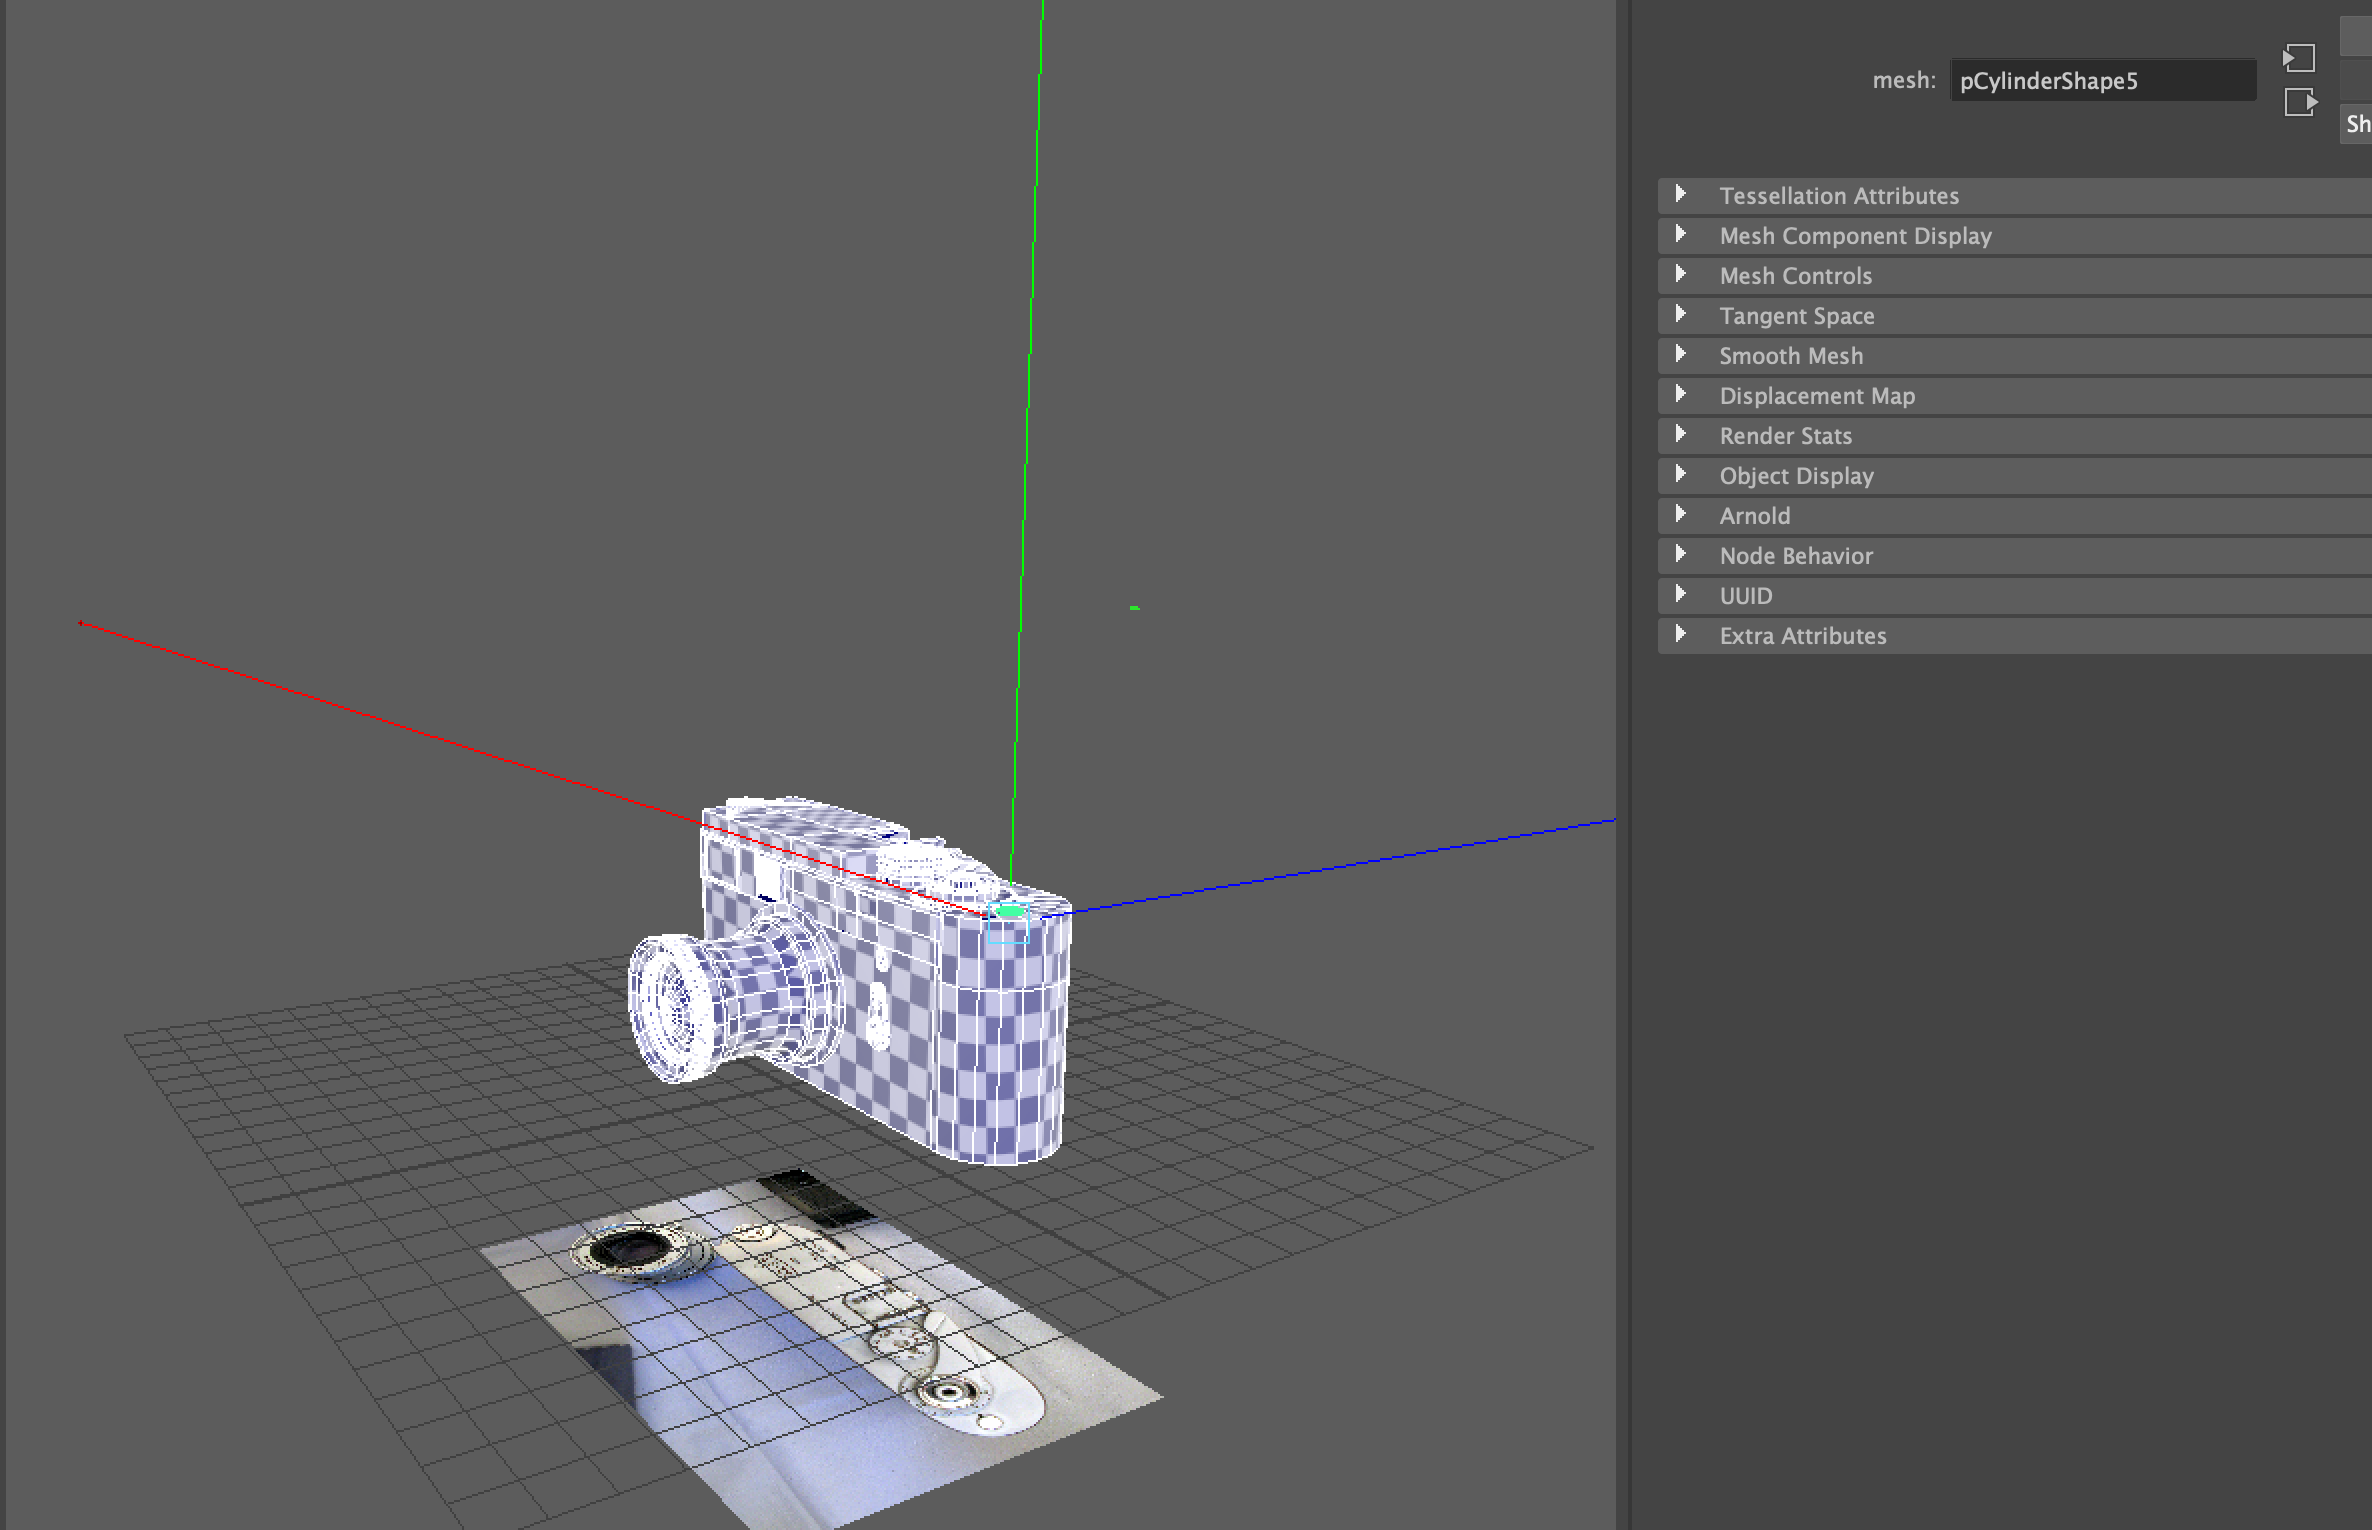 mesh: pCylinderShape5
Sh
Tessellation Attributes
Mesh Component Display
Mesh Controls
Tangent Space
Smooth Mesh
Displacement Map
Render Stats
Object Display
Arnold
Node Behavior
UUID
Extra Attributes